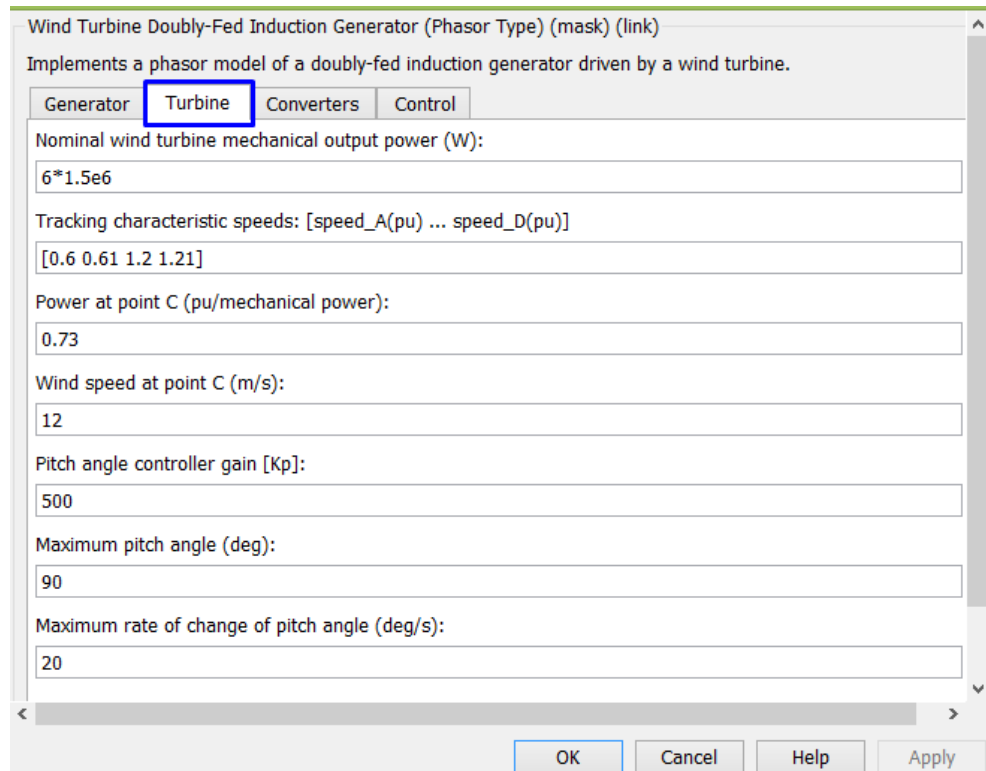 Wind Turbine Doubly-Fed Induction Generator (Phasor Type) (mask) (link)
Implements a phasor model of a doubly-fed induction generator driven by a wind turbine.
Generator Turbine Converters Control
Nominal wind turbine mechanical output power (W):
6*1.5e6
Tracking characteristic speeds: [speed_A(pu) ... speed_D(pu)]
[0.6 0.61 1.2 1.21]
Power at point C (pu/mechanical power):
0.73
Wind speed at point C (m/s):
12
Pitch angle controller gain [Kp]:
500
Maximum pitch angle (deg):
90
Maximum rate of change of pitch angle (deg/s):
20
OK Cancel Help Apply